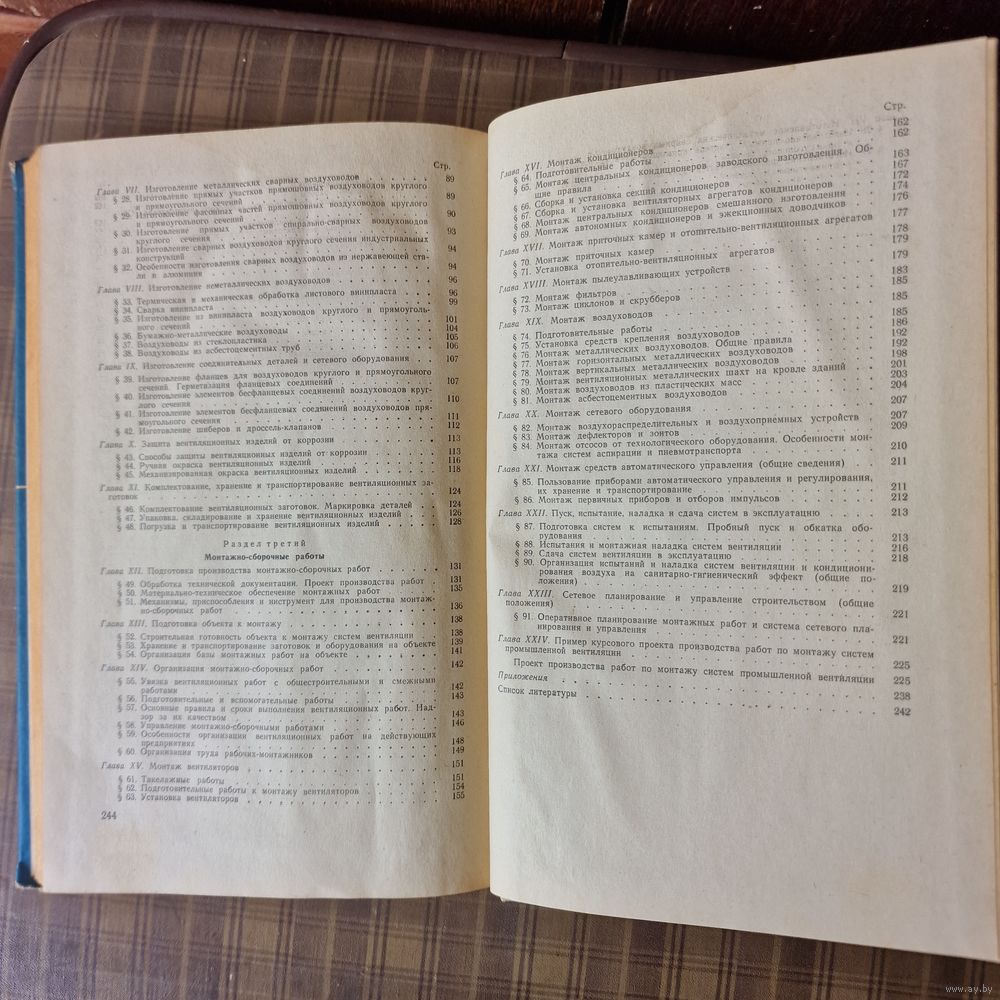 Стр.
Глава VII. Изготовление металлических сварных воздуховодов 89
§ 28. Изготовление прямых участков прямошовных воздуховодов круглого
и прямоугольного сечений 89
§ 29. Изготовление фасонных частей прямошовных воздуховодов круглого
и прямоугольного сечений 90
§ 30. Изготовление прямых участков спирально-сварных воздуховодов
круглого сечения 93
§ 31. Изготовление сварных воздуховодов круглого сечения индустриальных
конструкций 94
§ 32. Особенности изготовления сварных воздуховодов из нержавеющей ста-
ли и алюминия 94
Глава VIII. Изготовление неметаллических воздуховодов 96
§ 33. Термическая и механическая обработка листового винипласта 96
§ 34. Сварка винипласта 99
§ 35. Изготовление из винипласта воздуховодов круглого и прямоуголь-
ного сечений 101
§ 36. Бумажно-металлические воздуховоды 104
§ 37. Воздуховоды из стеклопластика 105
§ 38. Воздуховоды из асбестоцементных труб 106
Глава IX. Изготовление соединительных деталей и сетевого оборудования 107
§ 39. Изготовление фланцев для воздуховодов круглого и прямоугольного
сечений. Герметизация фланцевых соединений 107
§ 40. Изготовление элементов бесфланцевых соединений воздуховодов круг-
лого сечения 110
§ 41. Изготовление элементов бесфланцевых соединений воздуховодов пря-
моугольного сечения 111
§ 42. Изготовление шиберов и дроссель-клапанов 112
Глава X. Защита вентиляционных изделий от коррозии 113
§ 43. Способы защиты вентиляционных изделий от коррозии 113
§ 44. Ручная окраска вентиляционных изделий 116
§ 45. Механизированная окраска вентиляционных изделий 118
Глава XI. Комплектование, хранение и транспортирование вентиляционных за-
готовок 124
§ 46. Комплектование вентиляционных заготовок. Маркировка деталей 124
§ 47. Упаковка, складирование и хранение вентиляционных изделий 126
§ 48. Погрузка и транспортирование вентиляционных изделий 128
Раздел третий
Монтажно-сборочные работы
Глава XII. Подготовка производства монтажно-сборочных работ 131
§ 49. Обработка технической документации. Проект производства работ 131
§ 50. Материально-техническое обеспечение монтажных работ 135
§ 51. Механизмы, приспособления и инструмент для производства монтаж-
но-сборочных работ 136
Глава XIII. Подготовка объекта к монтажу 138
§ 52. Строительная готовность объекта к монтажу систем вентиляции 138
§ 53. Хранение и транспортирование заготовок и оборудования на объекте 139
§ 54. Организация базы монтажных работ на объекте 141
Глава XIV. Организация монтажно-сборочных работ 142
§ 55. Увязка вентиляционных работ с общестроительными и смежными
работами 142
§ 56. Подготовительные и вспомогательные работы 143
§ 57. Основные правила и сроки выполнения вентиляционных работ. Над-
зор за их качеством 143
§ 58. Управление монтажно-сборочными работами 146
§ 59. Особенности организации вентиляционных работ на действующих
предприятиях 148
§ 60. Организация труда рабочих-монтажников 149
Глава XV. Монтаж вентиляторов 151
§ 61. Такелажные работы 151
§ 62. Подготовительные работы к монтажу вентиляторов 154
§ 63. Установка вентиляторов 155
244
Стр.
Глава XVI. Монтаж кондиционеров 162
§ 64. Подготовительные работы 162
§ 65. Монтаж центральных кондиционеров заводского изготовления. Об-
щие правила 163
§ 66. Сборка и установка секций кондиционеров 167
§ 67. Сборка и установка вентиляторных агрегатов кондиционеров 172
§ 68. Монтаж центральных кондиционеров смешанного изготовления 174
§ 69. Монтаж автономных кондиционеров и эжекционных доводчиков 176
Глава XVII. Монтаж приточных камер и отопительно-вентиляционных агрегатов 177
§ 70. Монтаж приточных камер 178
§ 71. Установка отопительно-вентиляционных агрегатов 179
Глава XVIII. Монтаж пылеулавливающих устройств 179
§ 72. Монтаж фильтров 183
§ 73. Монтаж циклонов и скрубберов 185
Глава XIX. Монтаж воздуховодов 185
§ 74. Подготовительные работы 185
§ 75. Установка средств крепления воздуховодов 186
§ 76. Монтаж металлических воздуховодов. Общие правила 192
§ 77. Монтаж горизонтальных металлических воздуховодов 192
§ 78. Монтаж вертикальных металлических воздуховодов 198
§ 79. Монтаж вентиляционных металлических шахт на кровле зданий 201
§ 80. Монтаж воздуховодов из пластических масс 203
§ 81. Монтаж асбестоцементных воздуховодов 204
Глава XX. Монтаж сетевого оборудования 207
§ 82. Монтаж воздухораспределительных и воздухоприемных устройств 207
§ 83. Монтаж дефлекторов и зонтов 209
§ 84. Монтаж отсосов от технологического оборудования. Особенности мон-
тажа систем аспирации и пневмотранспорта 210
Глава XXI. Монтаж средств автоматического управления (общие сведения) 211
§ 85. Пользование приборами автоматического управления и регулирования,
их хранение и транспортирование 211
§ 86. Монтаж первичных приборов и отборов импульсов 212
Глава XXII. Пуск, испытание, наладка и сдача систем в эксплуатацию 213
§ 87. Подготовка систем к испытаниям. Пробный пуск и обкатка обо-
рудования 213
§ 88. Испытания и монтажная наладка систем вентиляции 216
§ 89. Сдача систем вентиляции в эксплуатацию 218
§ 90. Организация испытаний и наладка систем вентиляции и кондициони-
рования воздуха на санитарно-гигиенический эффект (общие по-
ложения) 219
Глава XXIII. Сетевое планирование и управление строительством (общие
положения) 221
§ 91. Оперативное планирование монтажных работ и система сетевого пла-
нирования и управления 221
Глава XXIV. Пример курсового проекта производства работ по монтажу систем
промышленной вентиляции 225
Проект производства работ по монтажу систем промышленной вентиляции 225
Приложения 238
Список литературы 242
www.ay.by